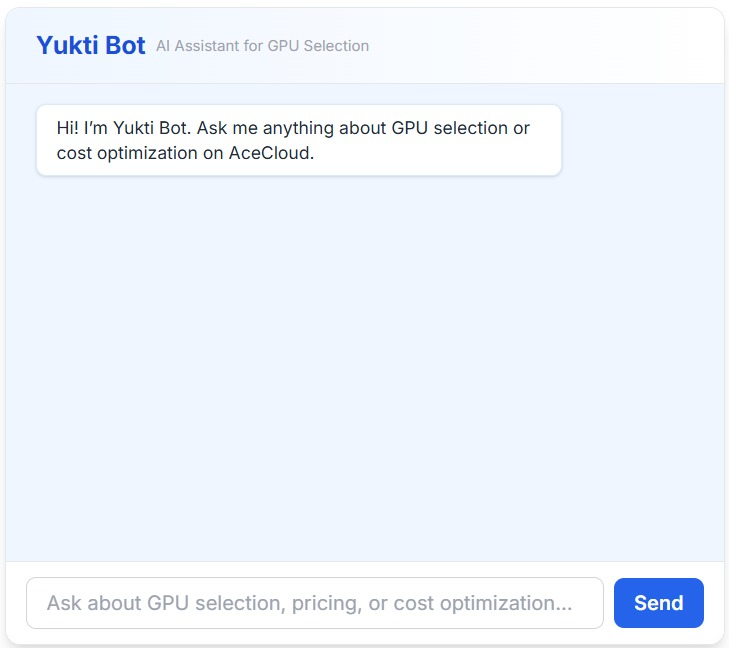 Yukti Bot AI Assistant for GPU Selection
Hi! I’m Yukti Bot. Ask me anything about GPU selection or
cost optimization on AceCloud.
Ask about GPU selection, pricing, or cost optimization...
Send